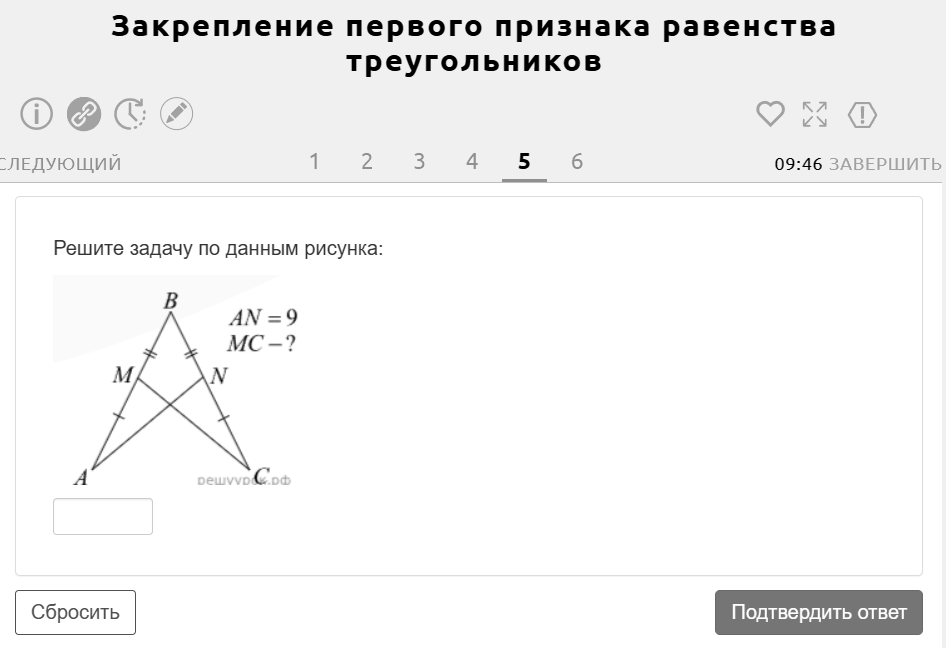 Закрепление первого признака равенства
треугольников
СЛЕДУЮЩИЙ 1 2 3 4 5 6 09:46 ЗАВЕРШИТЬ
Решите задачу по данным рисунка:
B
AN = 9
MC – ?
M N
A C
решуурок.рф
Сбросить Подтвердить ответ